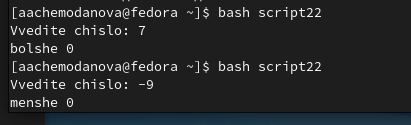 [aachemodanova@fedora ~]$ bash script22
Vvedite chislo: 7
bolshe 0
[aachemodanova@fedora ~]$ bash script22
Vvedite chislo: -9
menshe 0